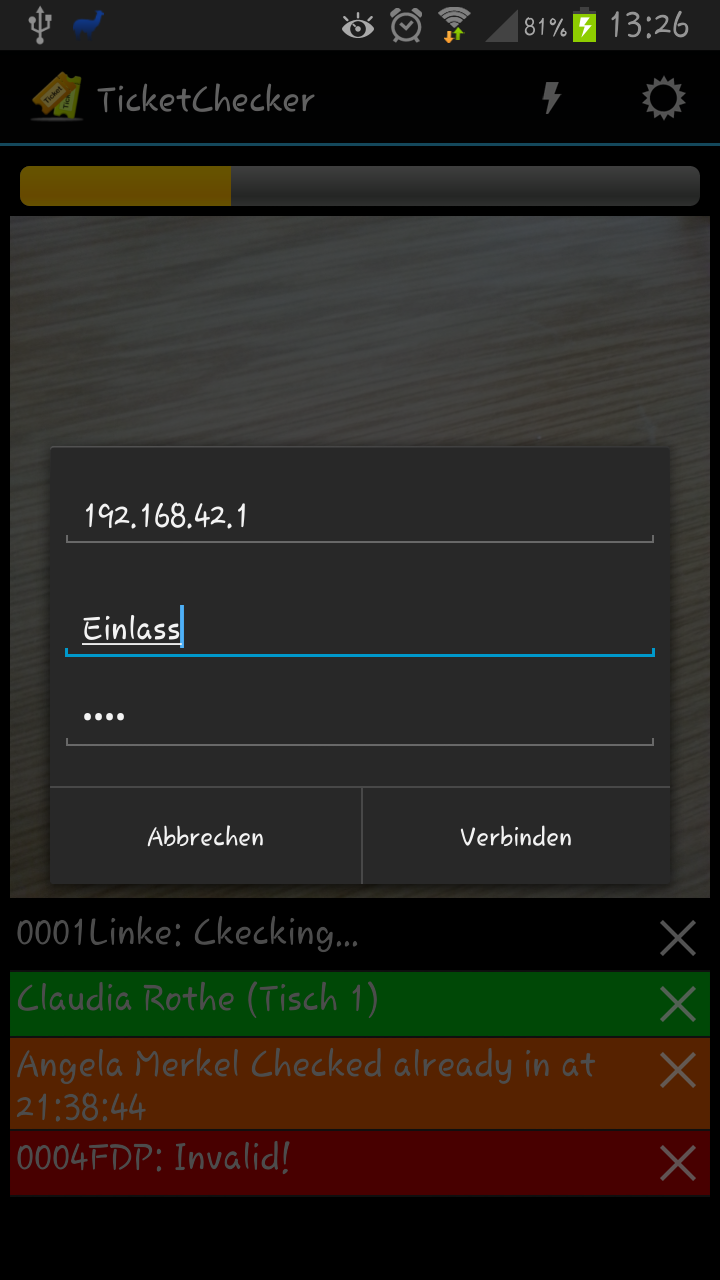 81% 13:26
TicketChecker
192.168.42.1
Einlass
••••
Abbrechen Verbinden
0001Linke: Ckecking...
Claudia Rothe (Tisch 1)
Angela Merkel Checked already in at
21:38:44
0004FDP: Invalid!